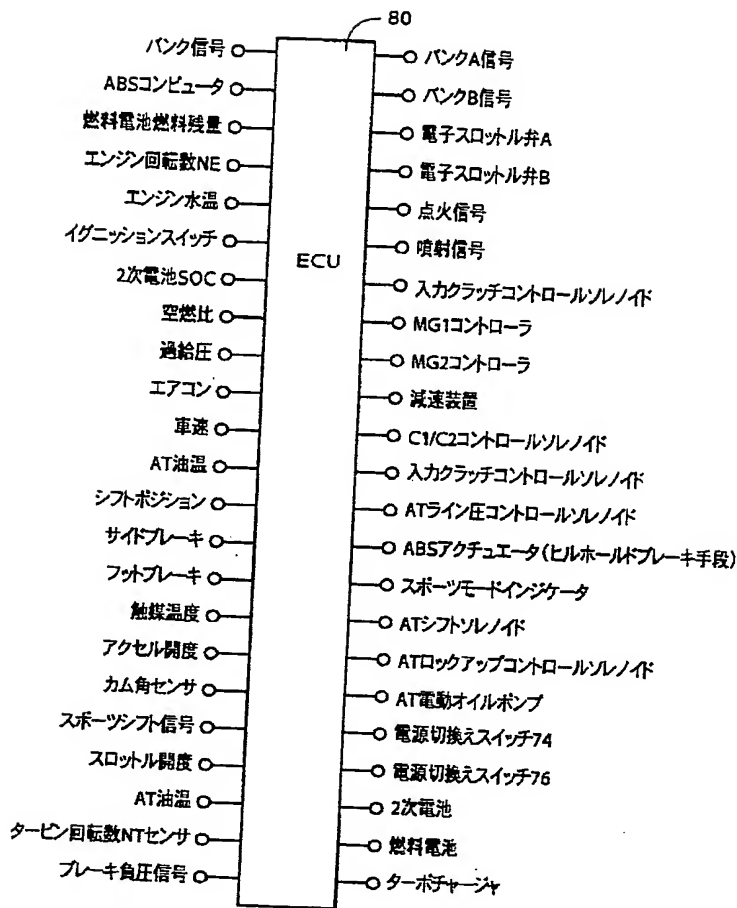 80
バンク信号
ABSコンピュータ
燃料電池燃料残量
エンジン回転数NE
エンジン水温
イグニッションスイッチ
2次電池SOC
空燃比
過給圧
エアコン
車速
AT油温
シフトポジション
サイドブレーキ
フットブレーキ
触媒温度
アクセル開度
カム角センサ
スポーツシフト信号
スロットル開度
AT油温
タービン回転数NTセンサ
ブレーキ負圧信号
ECU
バンクA信号
バンクB信号
電子スロットル弁A
電子スロットル弁B
点火信号
噴射信号
入力クラッチコントロールソレノイド
MG1コントローラ
MG2コントローラ
減速装置
C1/C2コントロールソレノイド
入力クラッチコントロールソレノイド
ATライン圧コントロールソレノイド
ABSアクチュエータ(ヒルホールドブレーキ手段)
スポーツモードインジケータ
ATシフトソレノイド
ATロックアップコントロールソレノイド
AT電動オイルポンプ
電源切換えスイッチ74
電源切換えスイッチ76
2次電池
燃料電池
ターボチャージャ